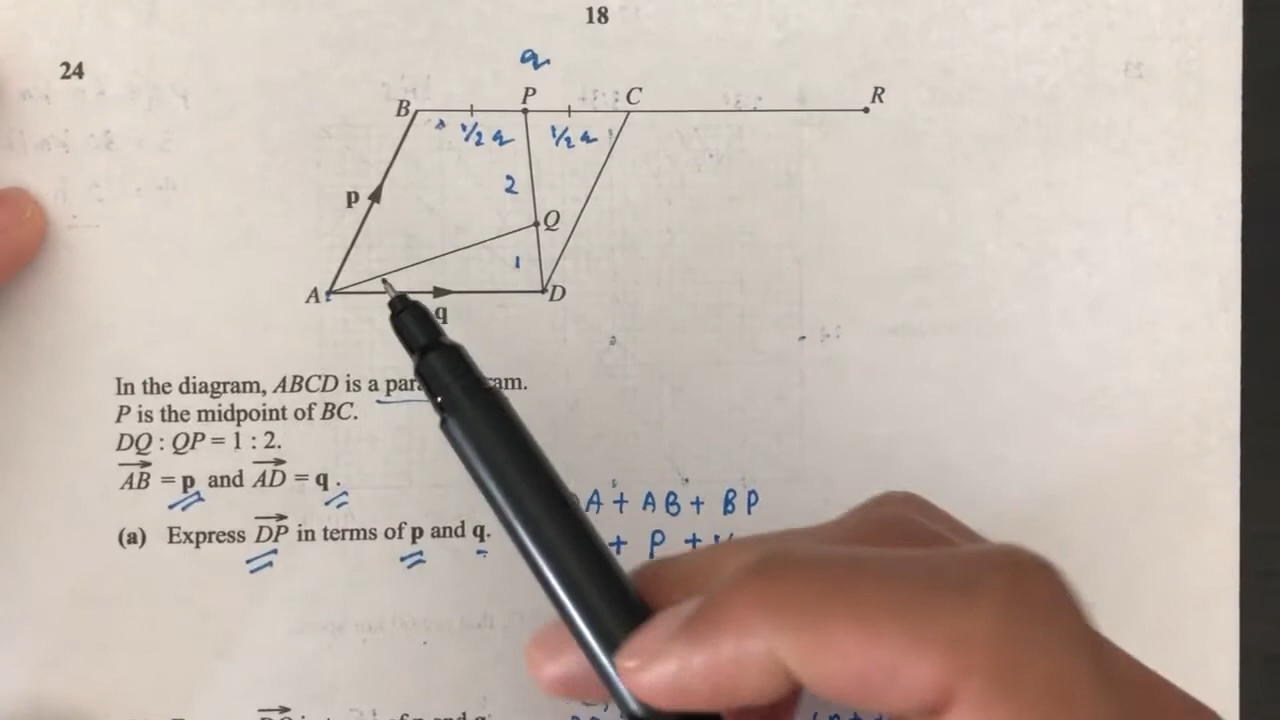 18
24
q
B P C R
½ q ½ q
p 2
Q
1
A D
q
In the diagram, ABCD is a
P is the midpoint of BC.
DQ : QP = 1 : 2.
AB = p and AD = q.
A + AB + BP
(a) Express DP in terms of p and q.
+ P +